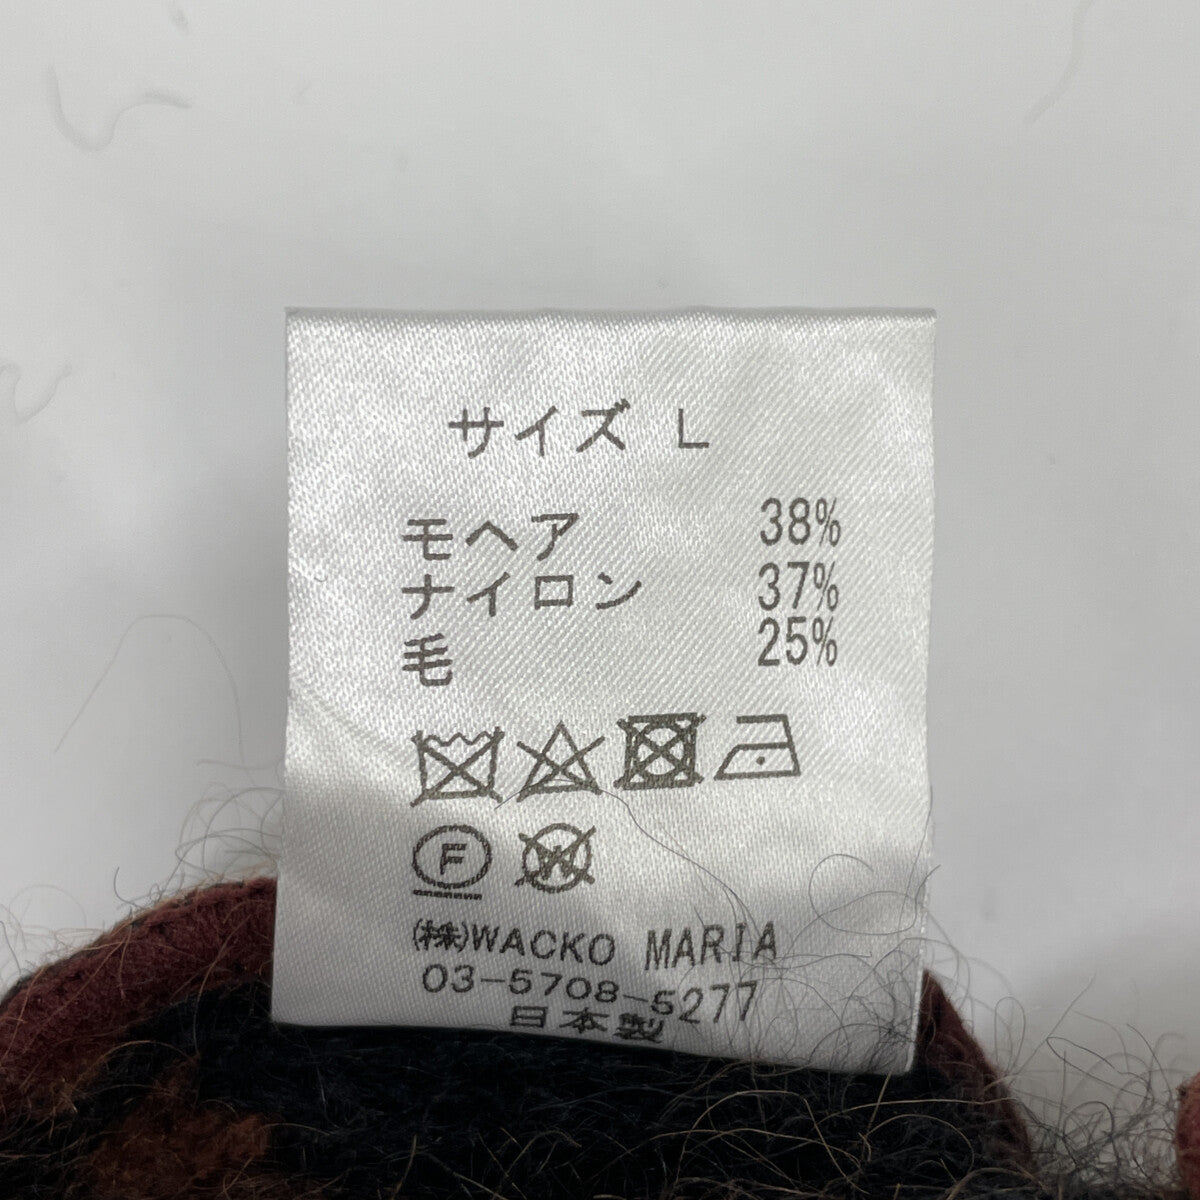 サイズ L
モヘア 38%
ナイロン 37%
毛 25%
F W
㈱WACKO MARIA
03-5708-5277
日本製